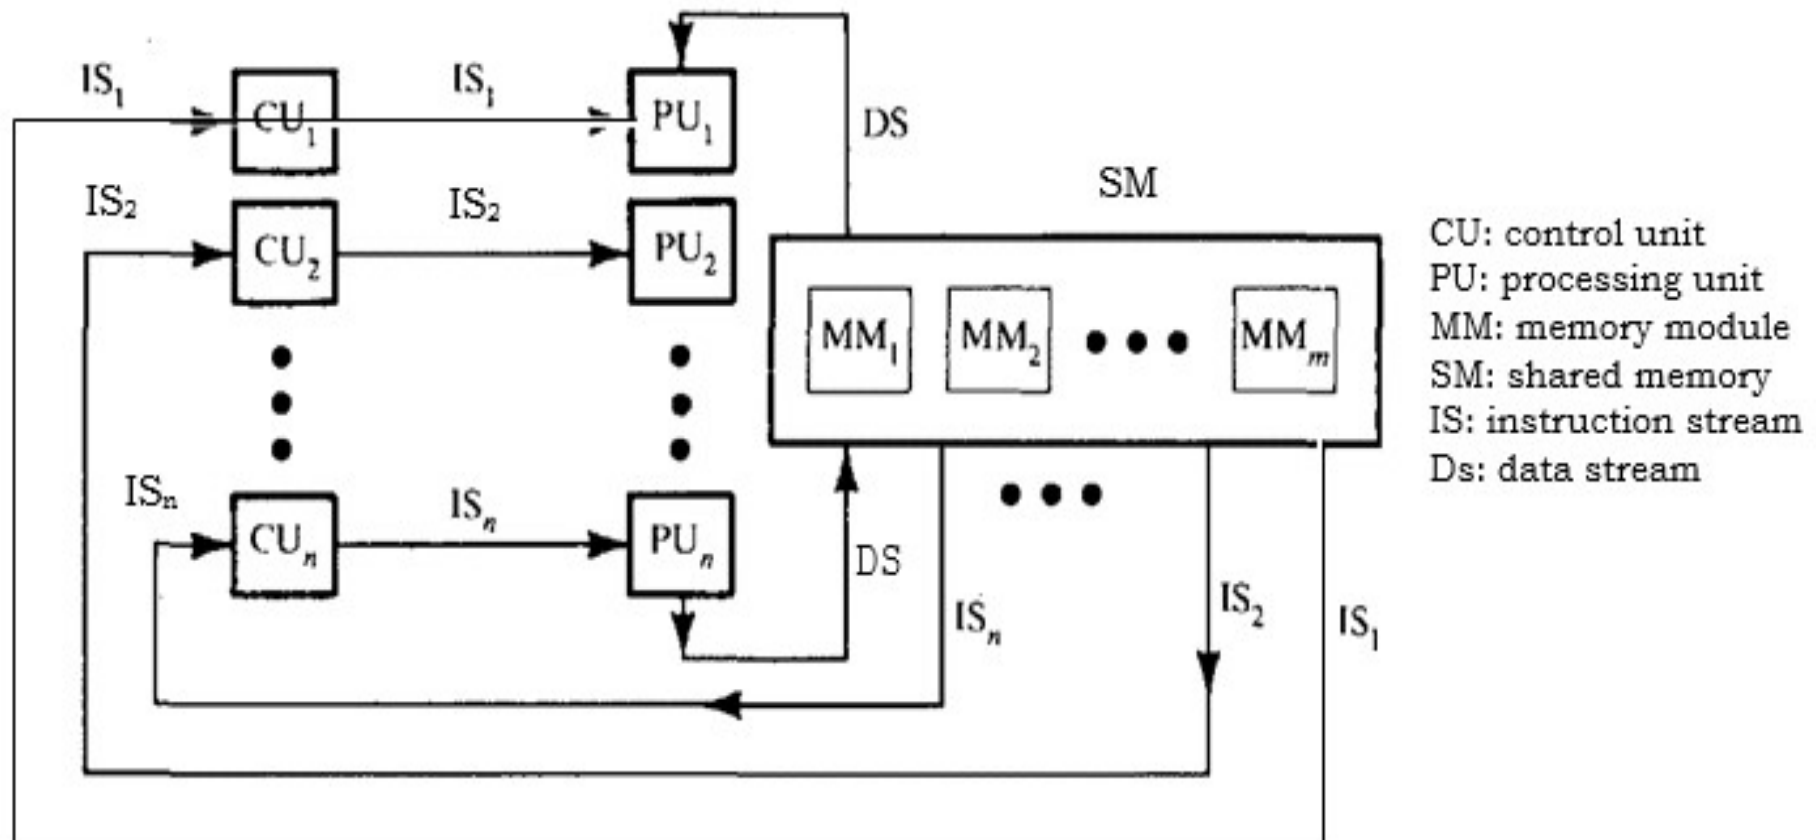 IS₁
IS₁
CU₁
PU₁
DS
SM
IS₂
IS₂
CU₂
PU₂
MM₁
MM₂
MMₘ
CU: control unit
PU: processing unit
MM: memory module
SM: shared memory
IS: instruction stream
Ds: data stream
ISₙ
ISₙ
CUₙ
PUₙ
DS
ISₙ
IS₂
IS₁